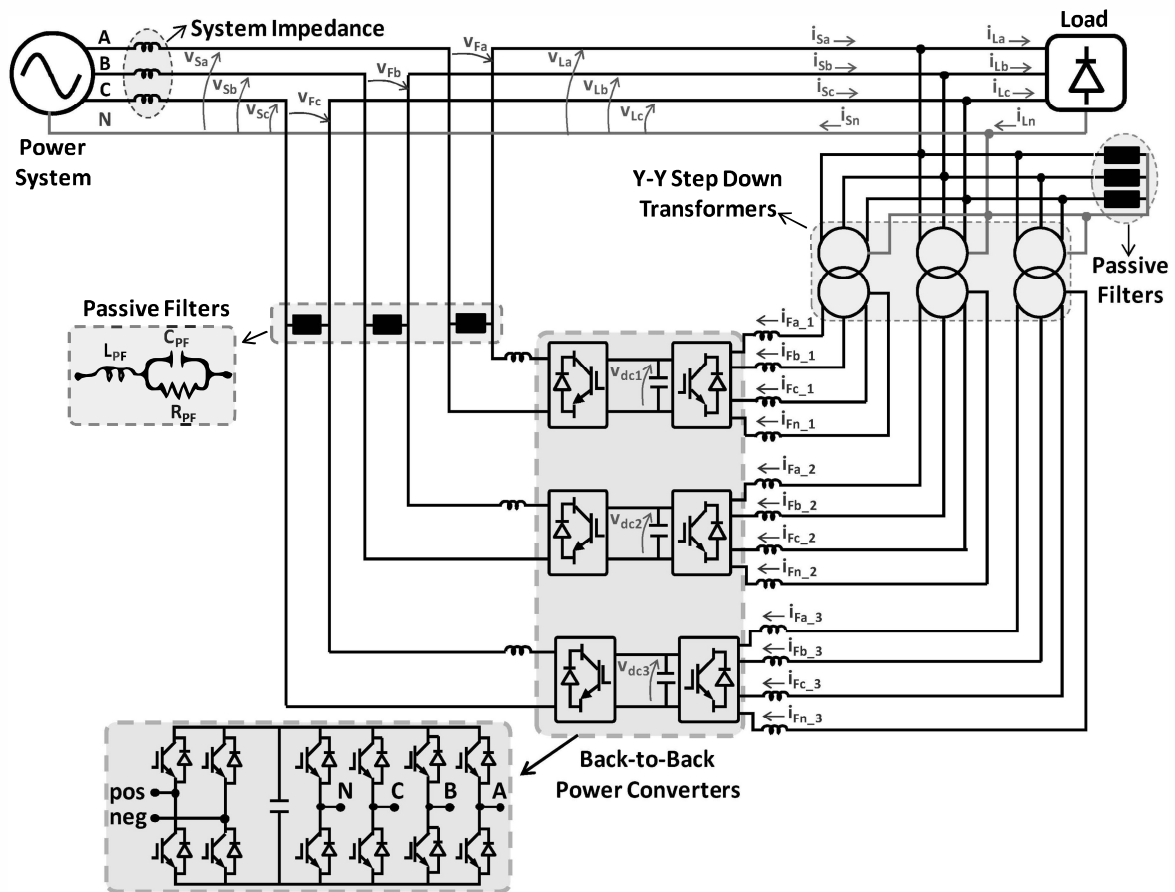 System Impedance
Load
A
B
C
N
vSa
vSb
vSc
vFa
vFb
vFc
vLa
vLb
vLc
iSa
iSb
iSc
iSn
iLa
iLb
iLc
iLn
Power
System
Y-Y Step Down
Transformers
Passive
Filters
Passive Filters
LPF
CPF
RPF
vdc1
iFa_1
iFb_1
iFc_1
iFn_1
vdc2
iFa_2
iFb_2
iFc_2
iFn_2
vdc3
iFa_3
iFb_3
iFc_3
iFn_3
Back-to-Back
Power Converters
pos
neg
N
C
B
A